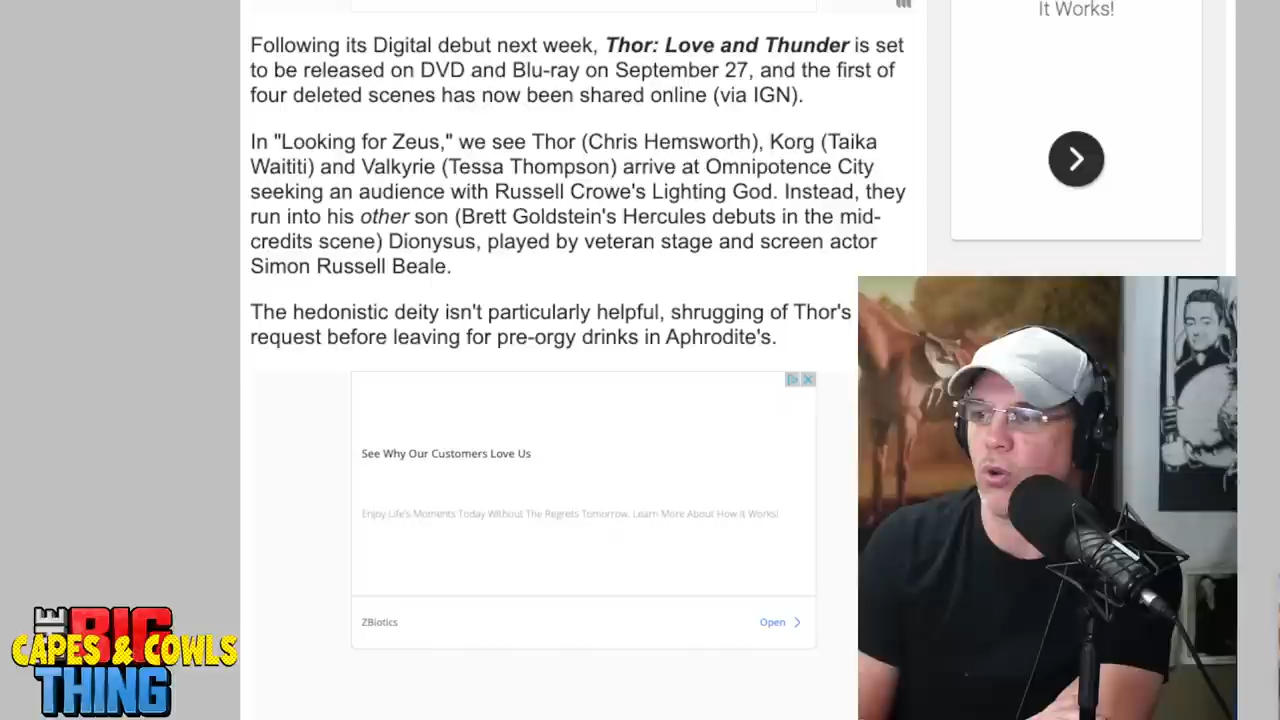 It Works!
Following its Digital debut next week, Thor: Love and Thunder is set
to be released on DVD and Blu-ray on September 27, and the first of
four deleted scenes has now been shared online (via IGN).
In "Looking for Zeus," we see Thor (Chris Hemsworth), Korg (Taika
Waititi) and Valkyrie (Tessa Thompson) arrive at Omnipotence City
seeking an audience with Russell Crowe's Lighting God. Instead, they
run into his other son (Brett Goldstein's Hercules debuts in the mid-
credits scene) Dionysus, played by veteran stage and screen actor
Simon Russell Beale.
The hedonistic deity isn't particularly helpful, shrugging of Thor's
request before leaving for pre-orgy drinks in Aphrodite's.
See Why Our Customers Love Us
Enjoy Life's Moments Today Without The Regrets Tomorrow. Learn More About How It Works!
ZBiotics
Open
THE BIG
CAPES & COWLS
THING